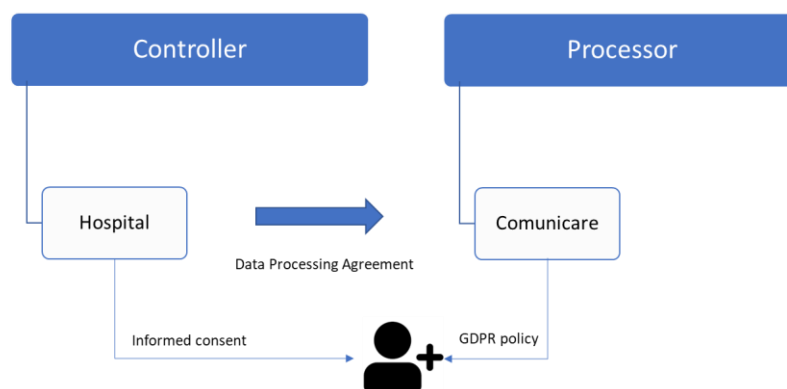 Controller
Processor
Hospital
Comunicare
Data Processing Agreement
Informed consent
GDPR policy